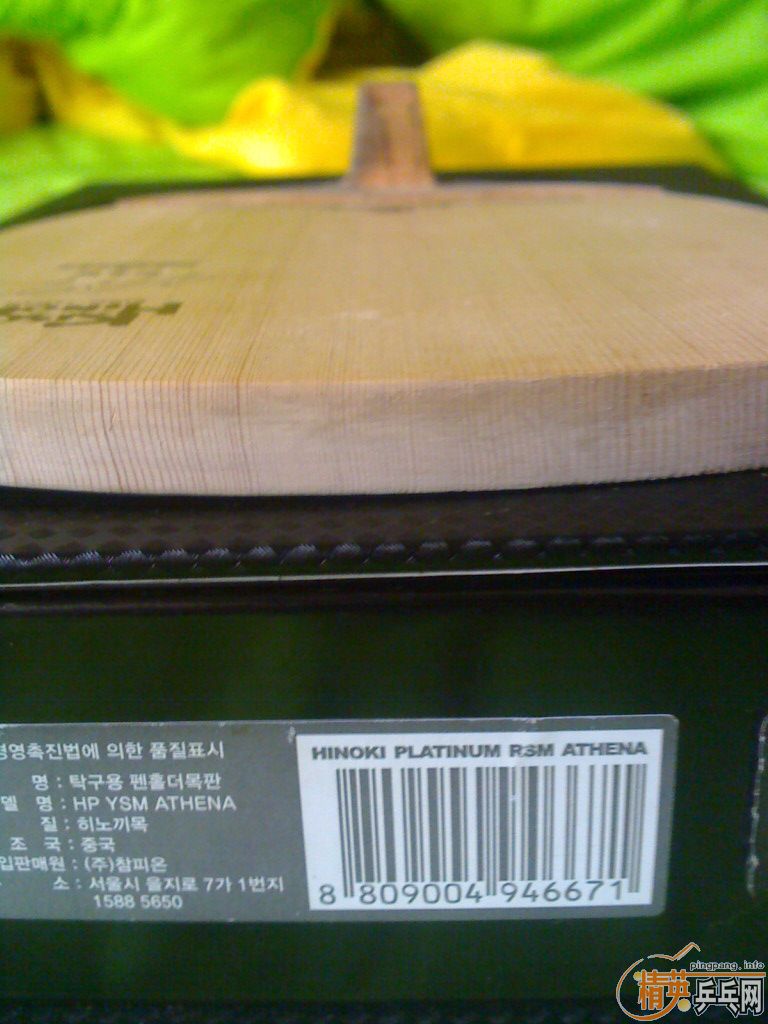 경영촉진법에 의한 품질표시
명 : 탁구용 펜홀더목판
델 명 : HP YSM ATHENA
질 : 히노끼목
조 국 : 중국
입판매원 : (주)참피온
소 : 서울시 을지로 7가 1번지
1588 5650
HINOKI PLATINUM RSM ATHENA
8 809004 946671
pingpang.info
精英乒乓网